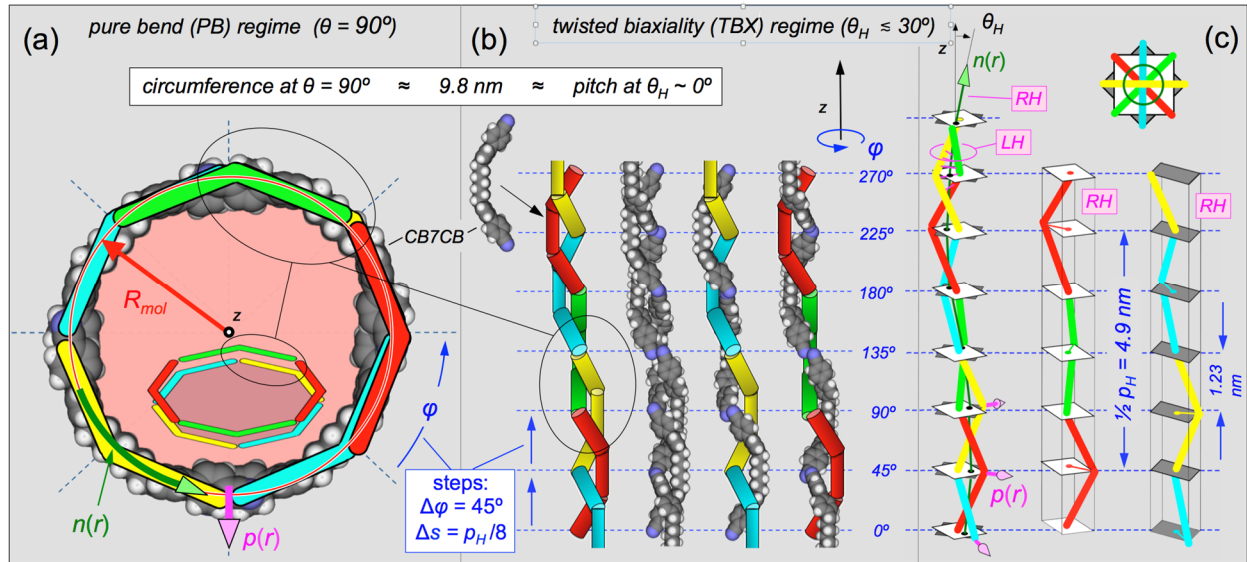 (a)
pure bend (PB) regime (θ = 90º)
(b)
twisted biaxiality (TBX) regime (θH ≲ 30º)
(c)
circumference at θ = 90º ≈ 9.8 nm ≈ pitch at θH ~ 0º
z
θH
n(r)
RH
LH
z
φ
270º
225º
180º
135º
90º
45º
0º
CB7CB
Rmol
z
φ
n(r)
p(r)
steps:
Δφ = 45º
Δs = pH/8
p(r)
RH
RH
½ pH = 4.9 nm
1.23
nm